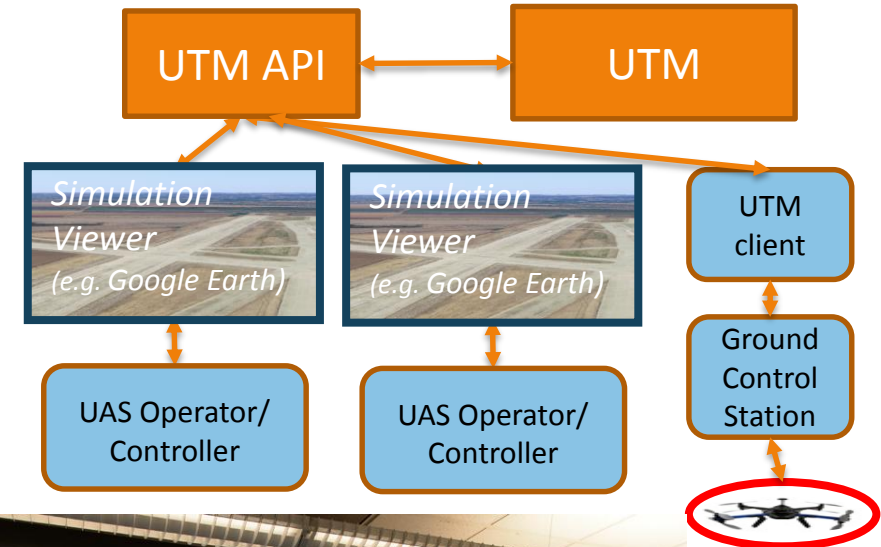 UTM API
UTM
Simulation
Viewer
(e.g. Google Earth)
Simulation
Viewer
(e.g. Google Earth)
UTM
client
Ground
Control
Station
UAS Operator/
Controller
UAS Operator/
Controller